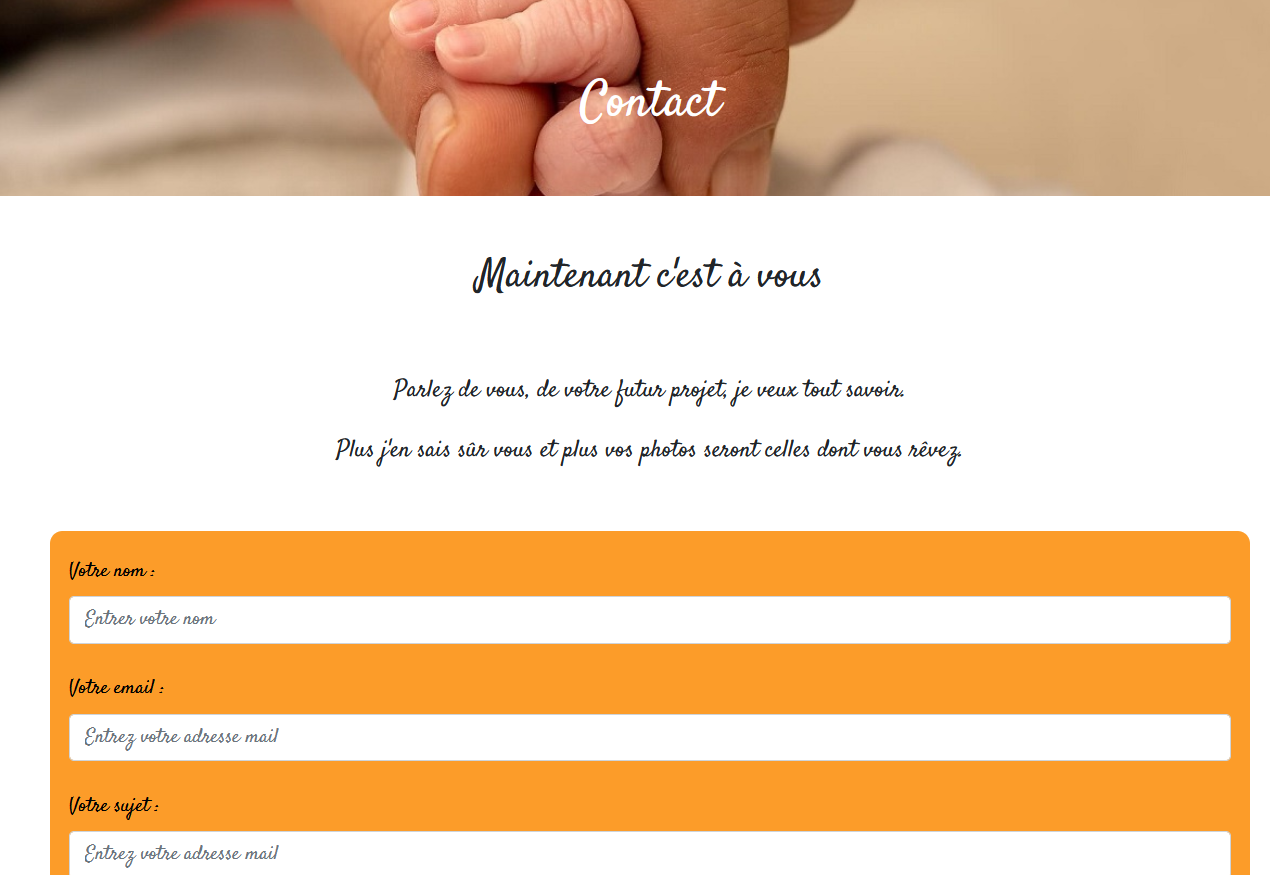 Contact
Maintenant c'est à vous
Parlez de vous, de votre futur projet, je veux tout savoir.
Plus j'en sais sûr vous et plus vos photos seront celles dont vous rêvez.
Votre nom :
Entrer votre nom
Votre email :
Entrez votre adresse mail
Votre sujet :
Entrez votre adresse mail